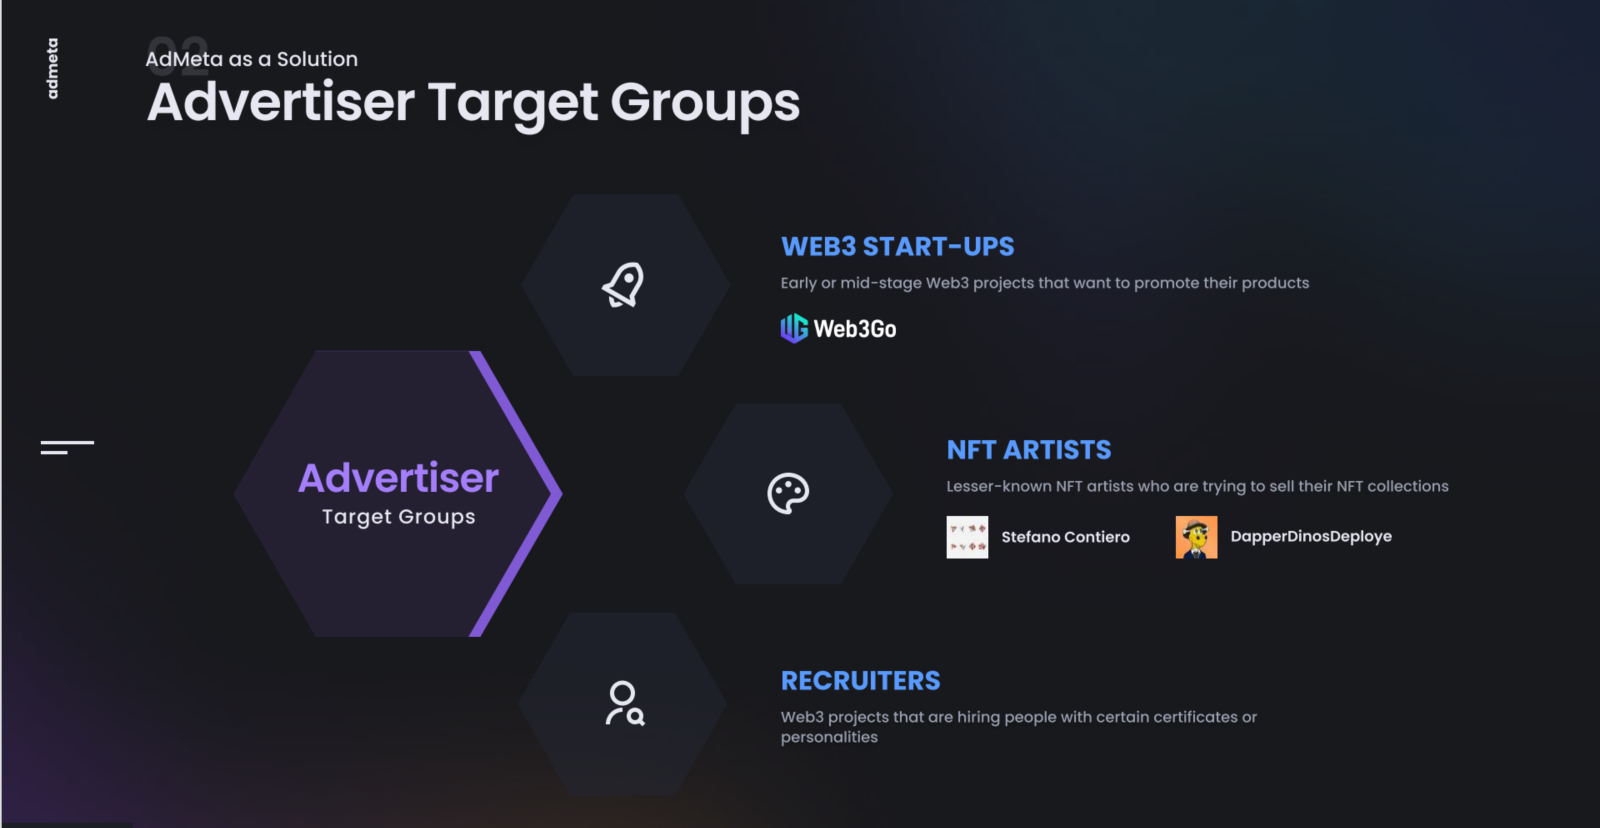 admeta
02
AdMeta as a Solution
Advertiser Target Groups
WEB3 START-UPS
Early or mid-stage Web3 projects that want to promote their products
Web3Go
Advertiser
Target Groups
NFT ARTISTS
Lesser-known NFT artists who are trying to sell their NFT collections
Stefano Contiero
DapperDinosDeploye
RECRUITERS
Web3 projects that are hiring people with certain certificates or
personalities